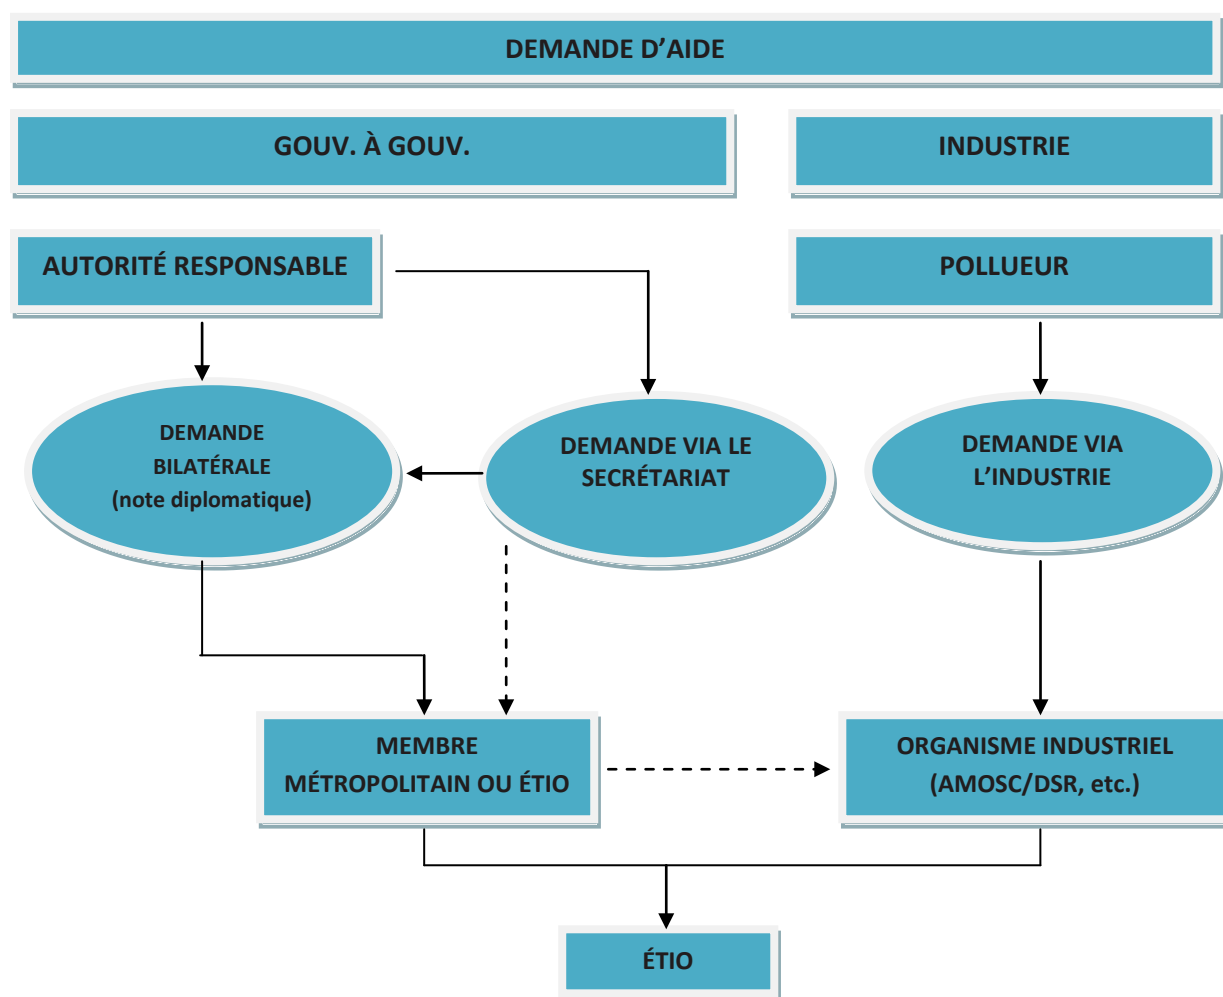 DEMANDE D’AIDE
GOUV. À GOUV.
INDUSTRIE
AUTORITÉ RESPONSABLE
POLLUEUR
DEMANDE
BILATÉRALE
(note diplomatique)
DEMANDE VIA LE
SECRÉTARIAT
DEMANDE VIA
L’INDUSTRIE
MEMBRE
MÉTROPOLITAIN OU ÉTIO
ORGANISME INDUSTRIEL
(AMOSC/DSR, etc.)
ÉTIO